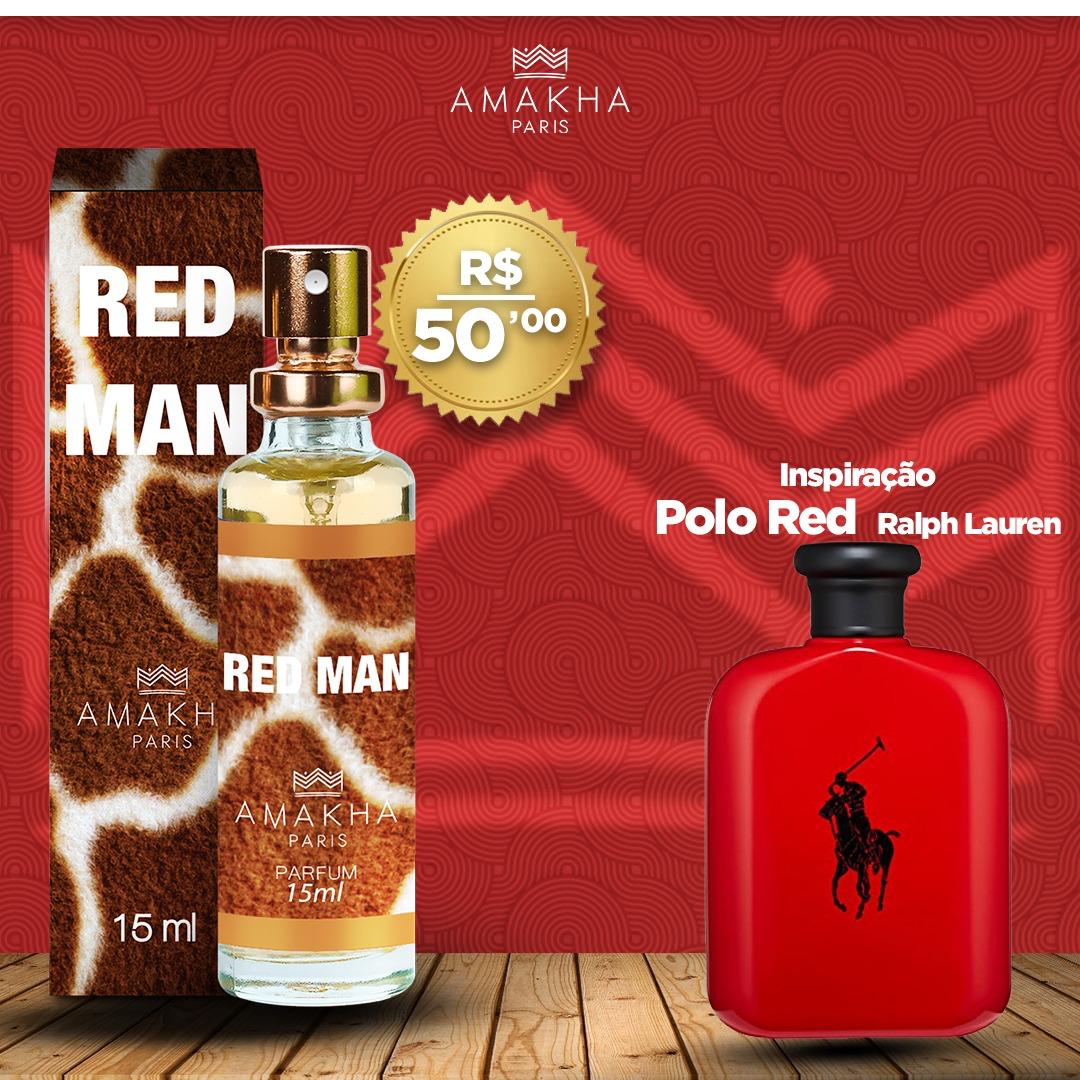 AMAKHA
PARIS
RED
MAN
AMAKH
PARIS
15 ml
R$
50,00
RED MAN
AMAKHA
PARIS
PARFUM
15ml
Inspiração
Polo Red Ralph Lauren